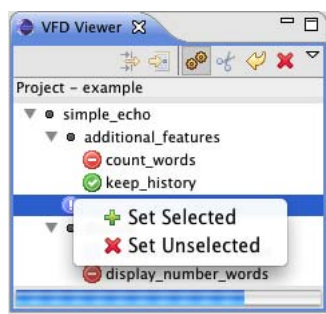 VFD Viewer
Project - example
simple_echo
additional_features
count_words
keep_history
Set Selected
Set Unselected
display_number_words